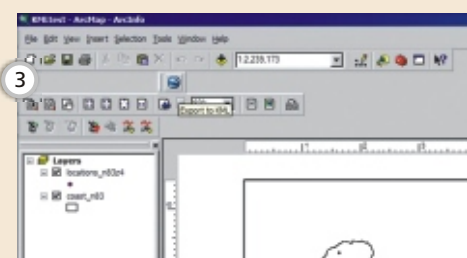 KMLtest - ArcMap - ArcInfo
File Edit View Insert Selection Tools Window Help
1:2,239,173
3
Export to KML
Layers
locations_n83z4
coast_n83